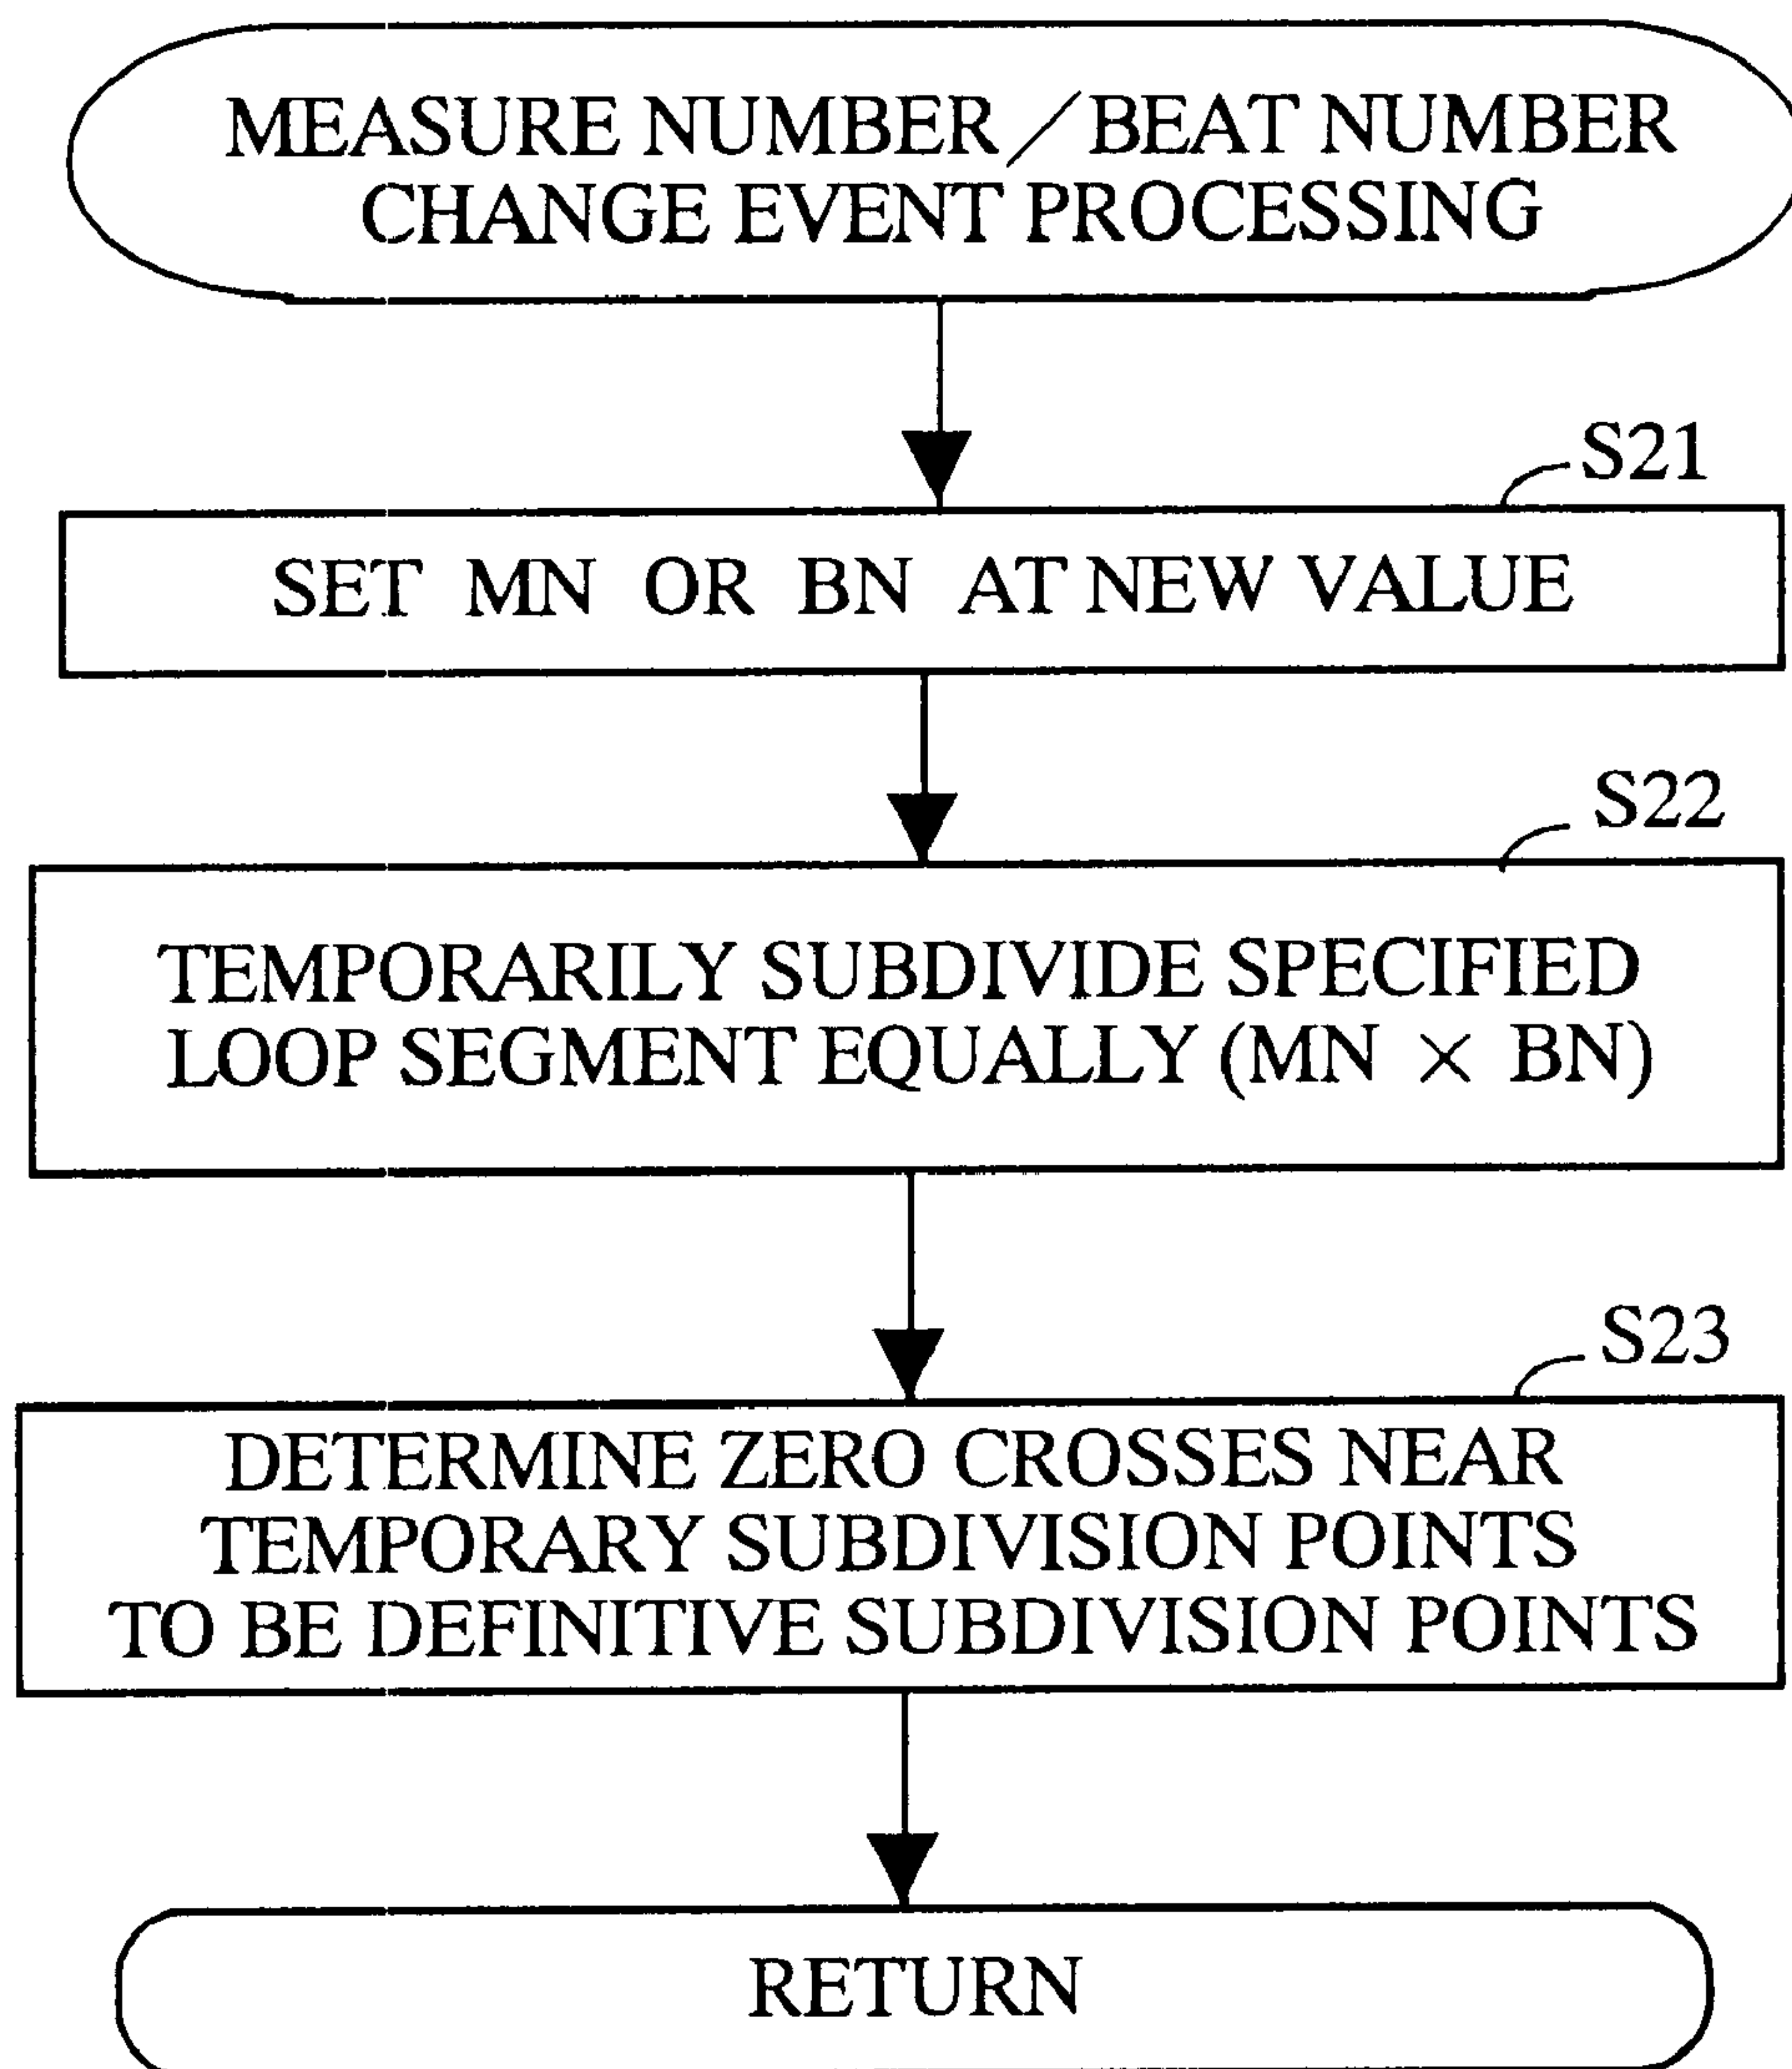 MEASURE NUMBER/BEAT NUMBER
CHANGE EVENT PROCESSING
S21
SET MN OR BN AT NEW VALUE
S22
TEMPORARILY SUBDIVIDE SPECIFIED
LOOP SEGMENT EQUALLY (MN × BN)
S23
DETERMINE ZERO CROSSES NEAR
TEMPORARY SUBDIVISION POINTS
TO BE DEFINITIVE SUBDIVISION POINTS
RETURN